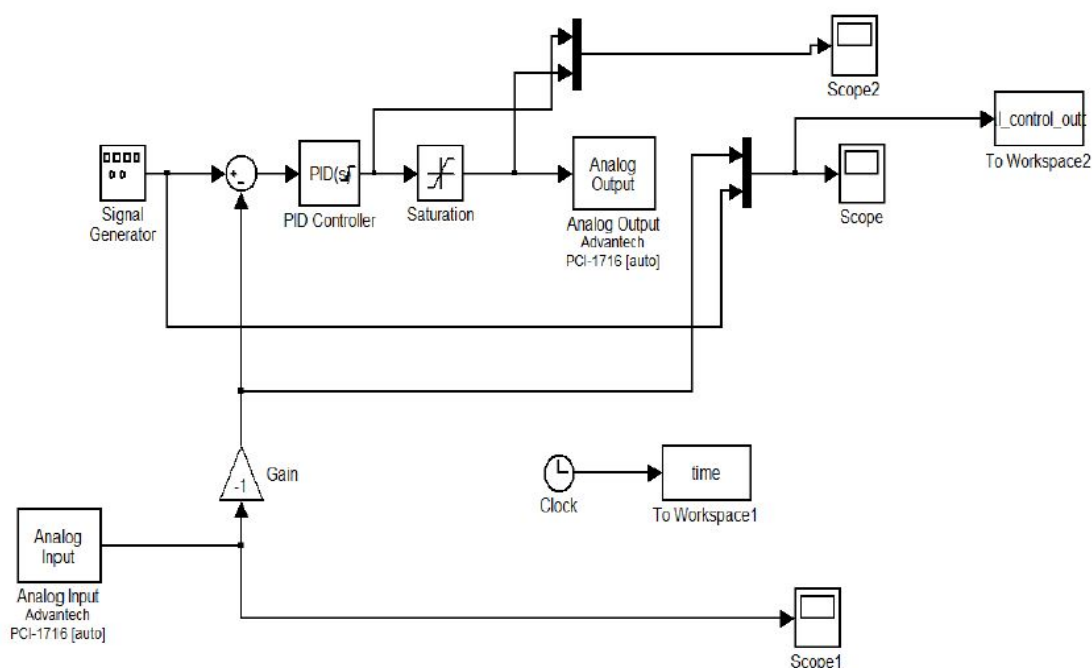 Scope2
l_control_outp
To Workspace2
Signal
Generator
+
-
PID(s)
PID Controller
Saturation
Analog
Output
Analog Output
Advantech
PCI-1716 [auto]
Scope
-1
Gain
Clock
time
To Workspace1
Analog
Input
Analog Input
Advantech
PCI-1716 [auto]
Scope1